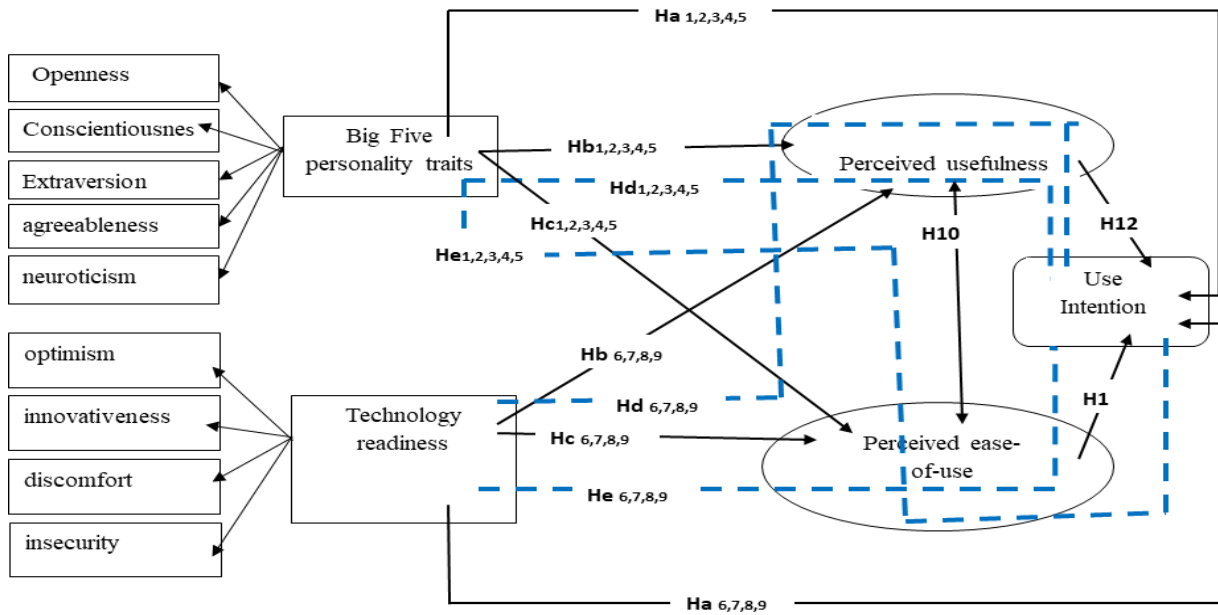 Ha 1,2,3,4,5
Openness
Conscientiousnes
Extraversion
agreeableness
neuroticism
Big Five
personality traits
Hb1,2,3,4,5
Hd1,2,3,4,5
Hc1,2,3,4,5
He1,2,3,4,5
Perceived usefulness
H10
H12
Use
Intention
optimism
innovativeness
discomfort
insecurity
Technology
readiness
Hb 6,7,8,9
Hd 6,7,8,9
Hc 6,7,8,9
He 6,7,8,9
H1
Perceived ease-
of-use
Ha 6,7,8,9